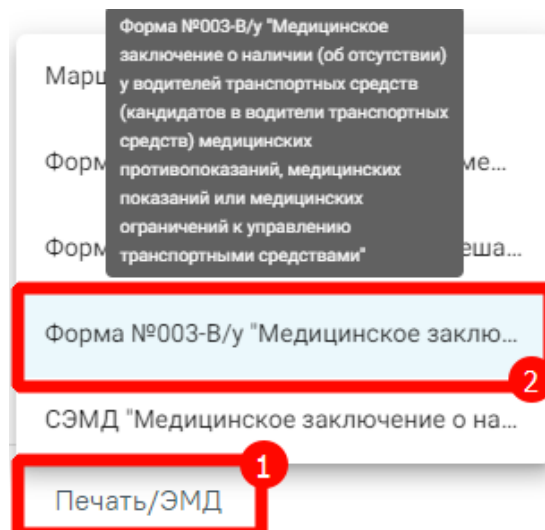 Форма №003-В/у "Медицинское
заключение о наличии (об отсутствии)
у водителей транспортных средств
(кандидатов в водители транспортных
средств) медицинских
противопоказаний, медицинских
показаний или медицинских
ограничений к управлению
транспортными средствами"
Марш
Форм ме...
Форм еша...
Форма №003-В/у "Медицинское заклю...
2
СЭМД "Медицинское заключение о на...
1
Печать/ЭМД